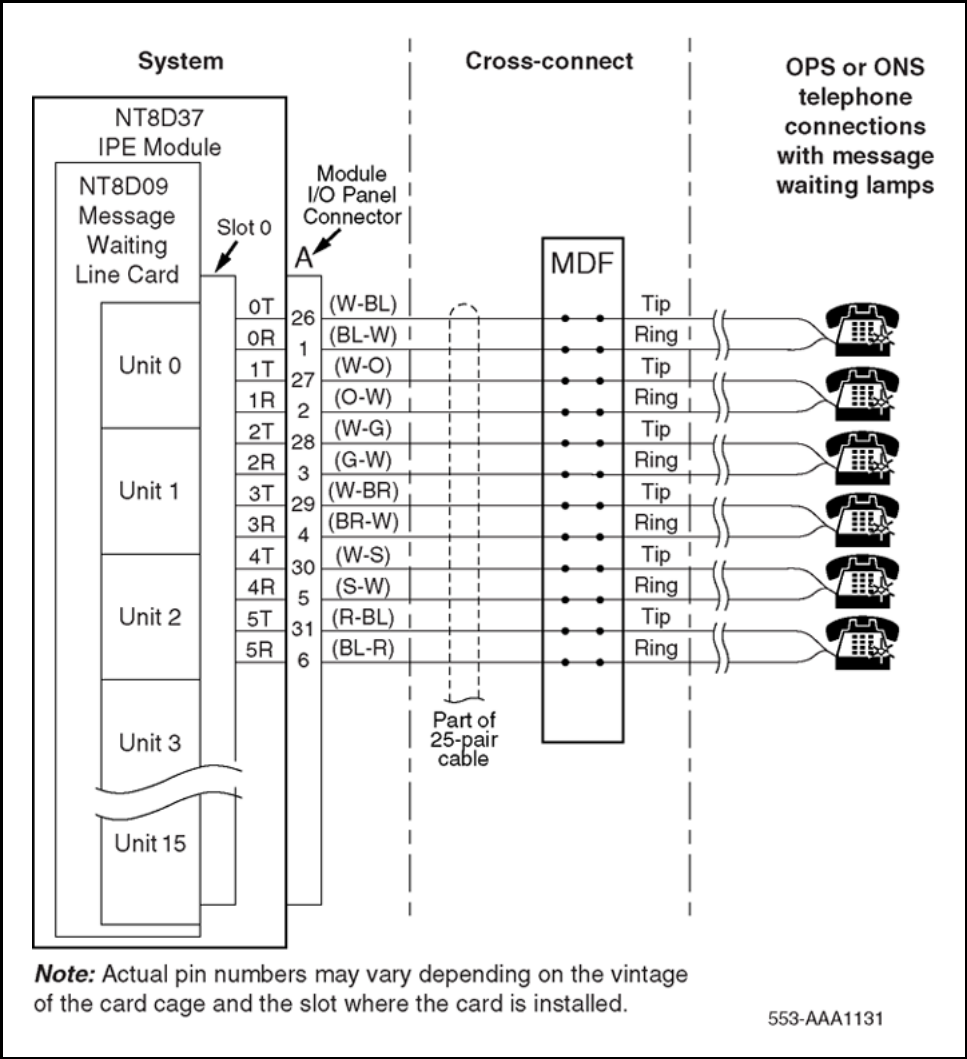 System
Cross-connect
OPS or ONS
telephone
connections
with message
waiting lamps
NT8D37
IPE Module
NT8D09
Message
Waiting
Line Card
Slot 0
Module
I/O Panel
Connector
A
MDF
Unit 0
Unit 1
Unit 2
Unit 3
Unit 15
0T 26 (W-BL) Tip
0R 1 (BL-W) Ring
1T 27 (W-O) Tip
1R 2 (O-W) Ring
2T 28 (W-G) Tip
2R 3 (G-W) Ring
3T 29 (W-BR) Tip
3R 4 (BR-W) Ring
4T 30 (W-S) Tip
4R 5 (S-W) Ring
5T 31 (R-BL) Tip
5R 6 (BL-R) Ring
Part of
25-pair
cable
Note: Actual pin numbers may vary depending on the vintage
of the card cage and the slot where the card is installed.
553-AAA1131